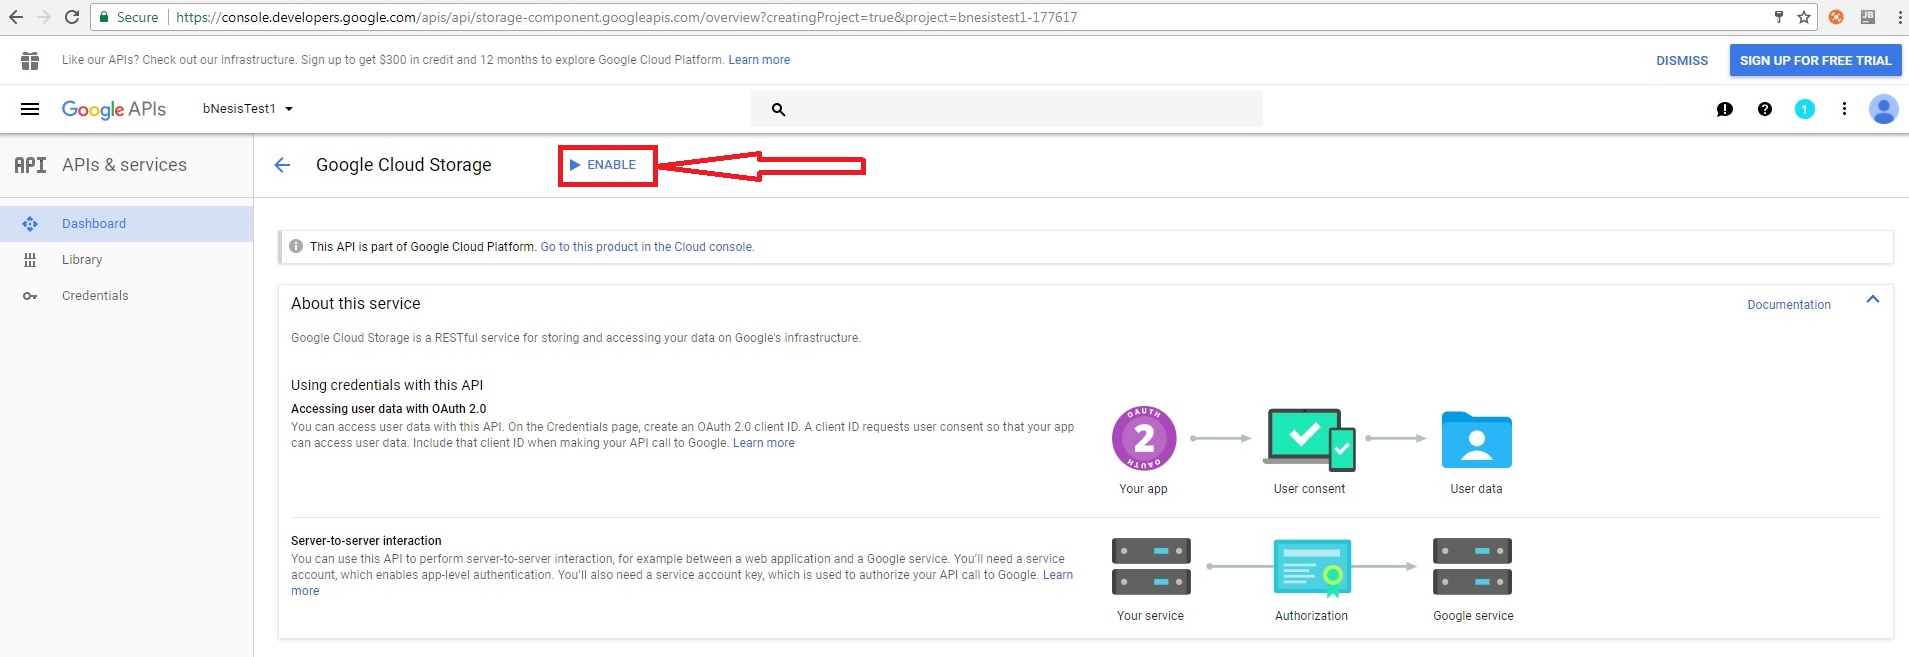 Secure | https://console.developers.google.com/apis/api/storage-component.googleapis.com/overview?creatingProject=true&project=bnesistest1-177617
JB
Like our APIs? Check out our infrastructure. Sign up to get $300 in credit and 12 months to explore Google Cloud Platform. Learn more
DISMISS
SIGN UP FOR FREE TRIAL
Google APIs
bNesisTest1
1
API APIs & services
Google Cloud Storage
ENABLE
Dashboard
Library
Credentials
This API is part of Google Cloud Platform. Go to this product in the Cloud console.
About this service
Documentation
Google Cloud Storage is a RESTful service for storing and accessing your data on Google's infrastructure.
Using credentials with this API
Accessing user data with OAuth 2.0
You can access user data with this API. On the Credentials page, create an OAuth 2.0 client ID. A client ID requests user consent so that your app
can access user data. Include that client ID when making your API call to Google. Learn more
OAUTH
2
OAUTH
Your app
User consent
User data
Server-to-server interaction
You can use this API to perform server-to-server interaction, for example between a web application and a Google service. You'll need a service
account, which enables app-level authentication. You'll also need a service account key, which is used to authorize your API call to Google. Learn
more
Your service
Authorization
Google service